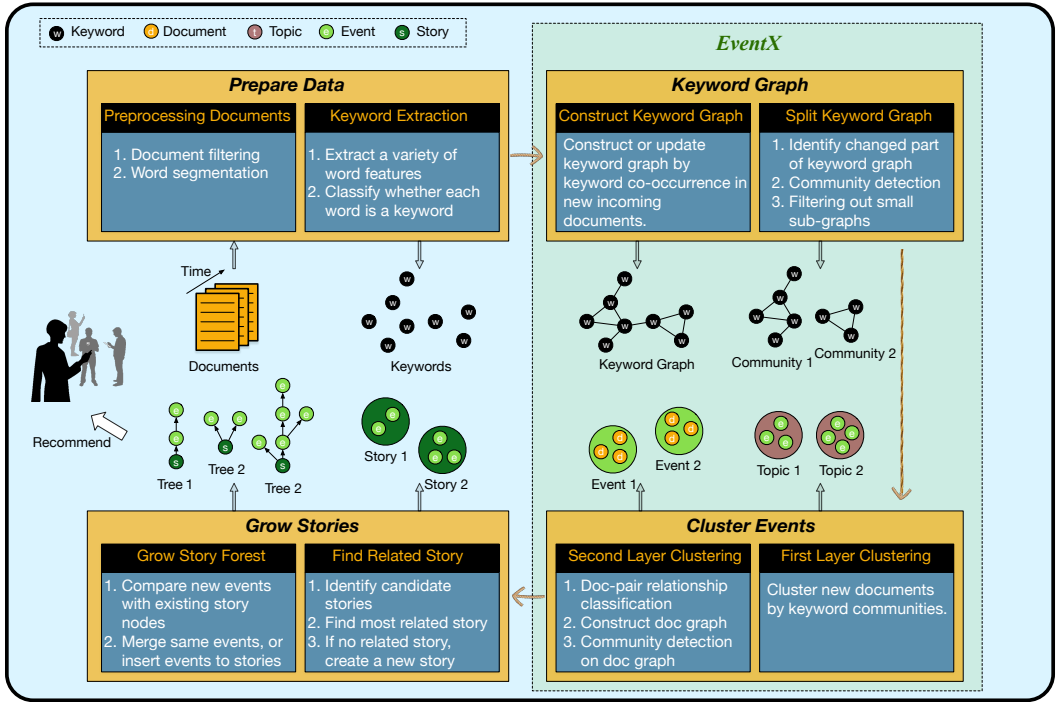 w Keyword d Document t Topic e Event s Story
EventX
Prepare Data
Preprocessing Documents
1. Document filtering
2. Word segmentation
Keyword Extraction
1. Extract a variety of
word features
2. Classify whether each
word is a keyword
Keyword Graph
Construct Keyword Graph
Construct or update
keyword graph by
keyword co-occurrence in
new incoming
documents.
Split Keyword Graph
1. Identify changed part
of keyword graph
2. Community detection
3. Filtering out small
sub-graphs
Time
Documents
w
w
w
w
w
w
w
w
Keywords
w
w
w
w
w
w
w
w
Keyword Graph
w
w
w
w
w
Community 1
w
w
w
Community 2
Recommend
e
e
s
Tree 1
e
e
s
Tree 2
e
e
e
e
e
s
Tree 2
e
e
Story 1
e
e
e
Story 2
d
d
d
Event 1
d
d
d
d
Event 2
e
e
e
Topic 1
e
e
e
e
Topic 2
Grow Stories
Grow Story Forest
1. Compare new events
with existing story
nodes
2. Merge same events, or
insert events to stories
Find Related Story
1. Identify candidate
stories
2. Find most related story
3. If no related story,
create a new story
Cluster Events
Second Layer Clustering
1. Doc-pair relationship
classification
2. Construct doc graph
3. Community detection
on doc graph
First Layer Clustering
Cluster new documents
by keyword communities.